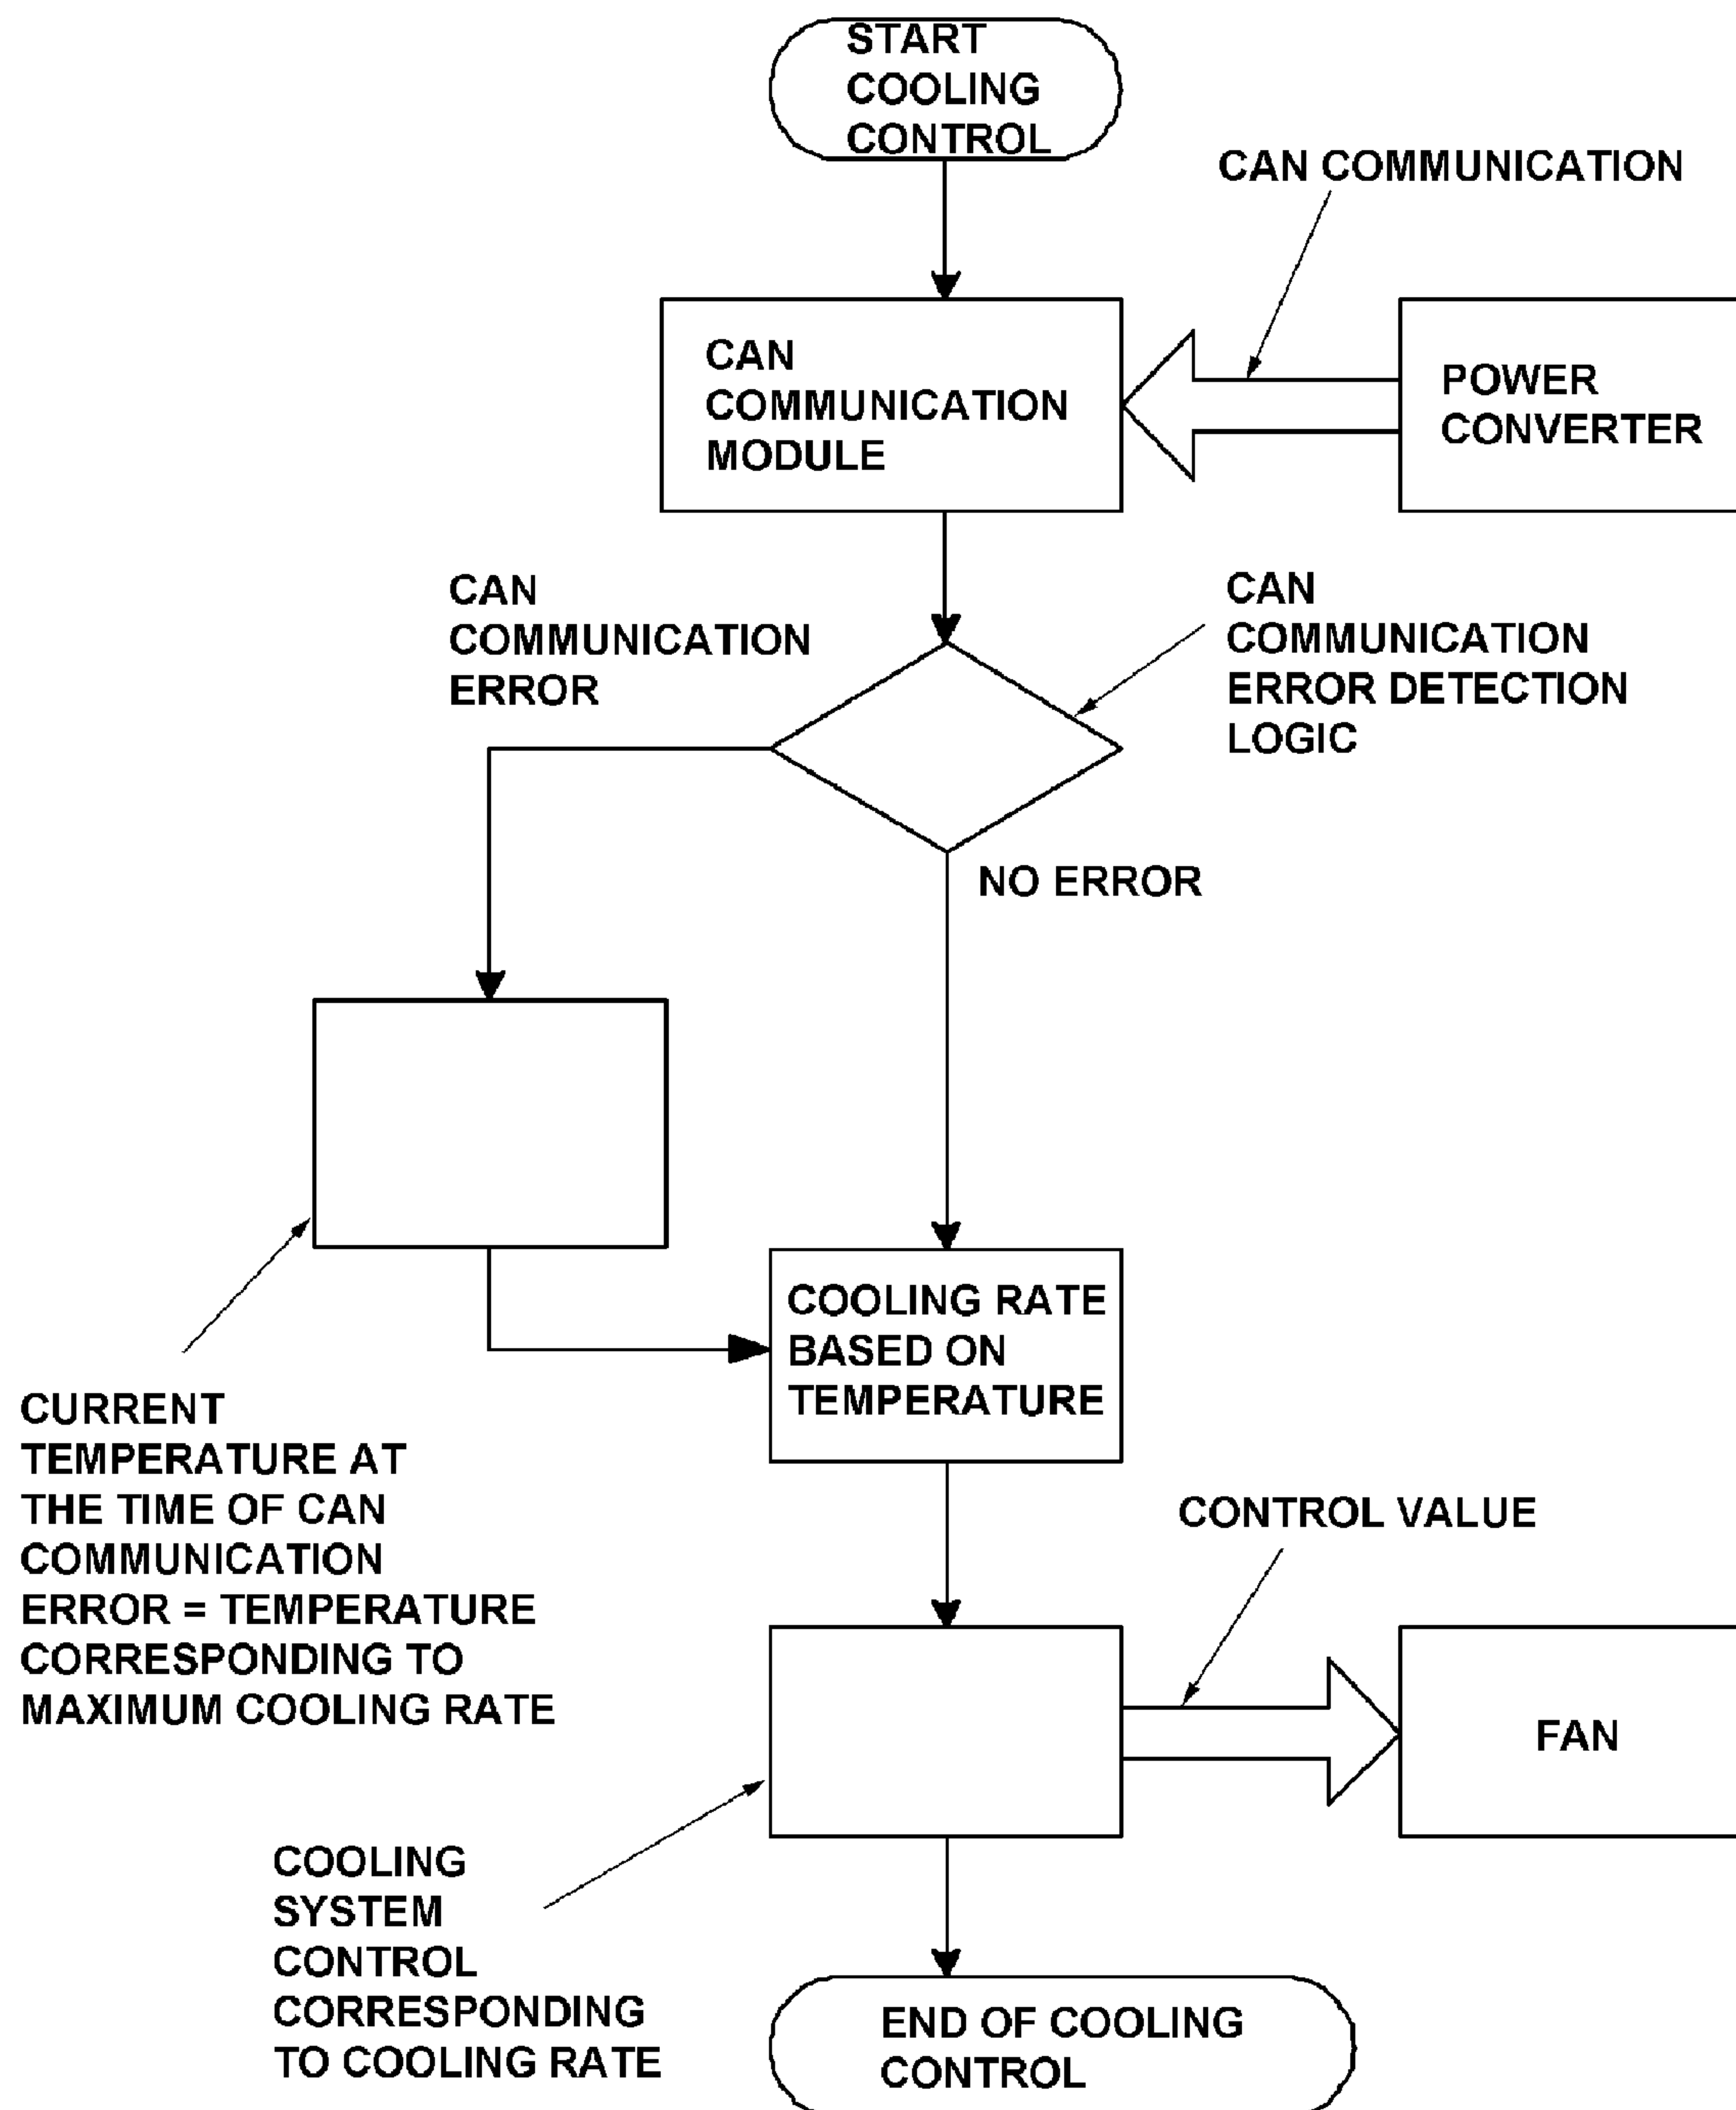 START
COOLING
CONTROL
CAN COMMUNICATION
CAN
COMMUNICATION
MODULE
POWER
CONVERTER
CAN
COMMUNICATION
ERROR
CAN
COMMUNICATION
ERROR DETECTION
LOGIC
NO ERROR
COOLING RATE
BASED ON
TEMPERATURE
CURRENT
TEMPERATURE AT
THE TIME OF CAN
COMMUNICATION
ERROR = TEMPERATURE
CORRESPONDING TO
MAXIMUM COOLING RATE
CONTROL VALUE
FAN
COOLING
SYSTEM
CONTROL
CORRESPONDING
TO COOLING RATE
END OF COOLING
CONTROL